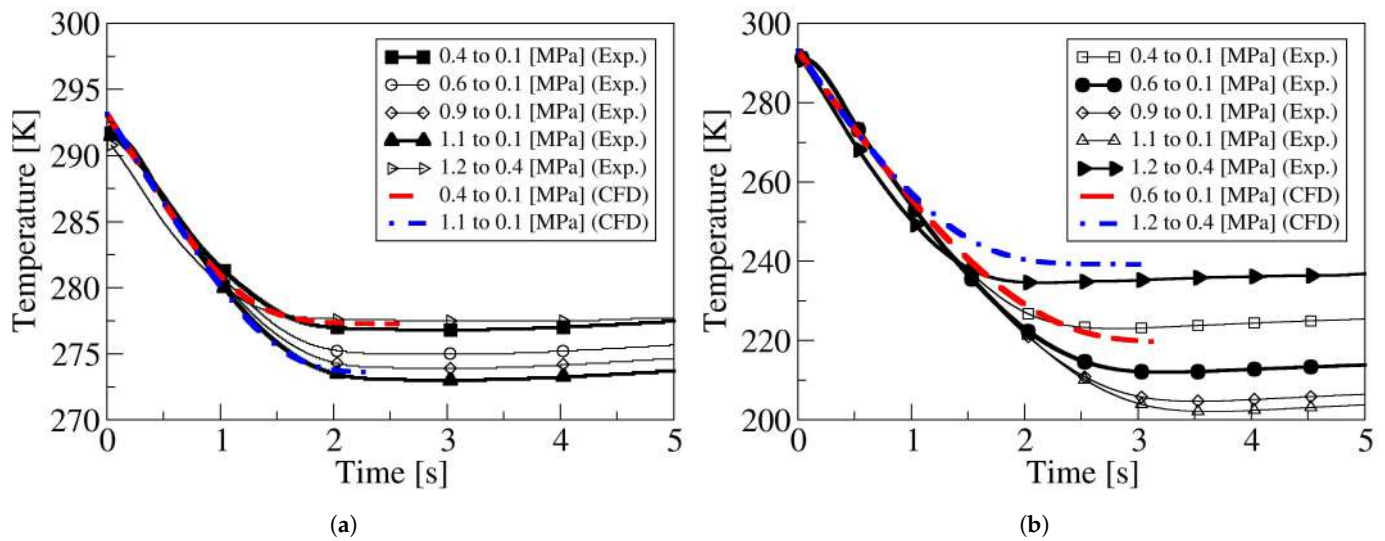 300
295
290
285
280
275
270
Temperature [K]
0.4 to 0.1 [MPa] (Exp.)
0.6 to 0.1 [MPa] (Exp.)
0.9 to 0.1 [MPa] (Exp.)
1.1 to 0.1 [MPa] (Exp.)
1.2 to 0.4 [MPa] (Exp.)
0.4 to 0.1 [MPa] (CFD)
1.1 to 0.1 [MPa] (CFD)
0 1 2 3 4 5
Time [s]
(a)
300
280
260
240
220
200
Temperature [K]
0.4 to 0.1 [MPa] (Exp.)
0.6 to 0.1 [MPa] (Exp.)
0.9 to 0.1 [MPa] (Exp.)
1.1 to 0.1 [MPa] (Exp.)
1.2 to 0.4 [MPa] (Exp.)
0.6 to 0.1 [MPa] (CFD)
1.2 to 0.4 [MPa] (CFD)
0 1 2 3 4 5
Time [s]
(b)